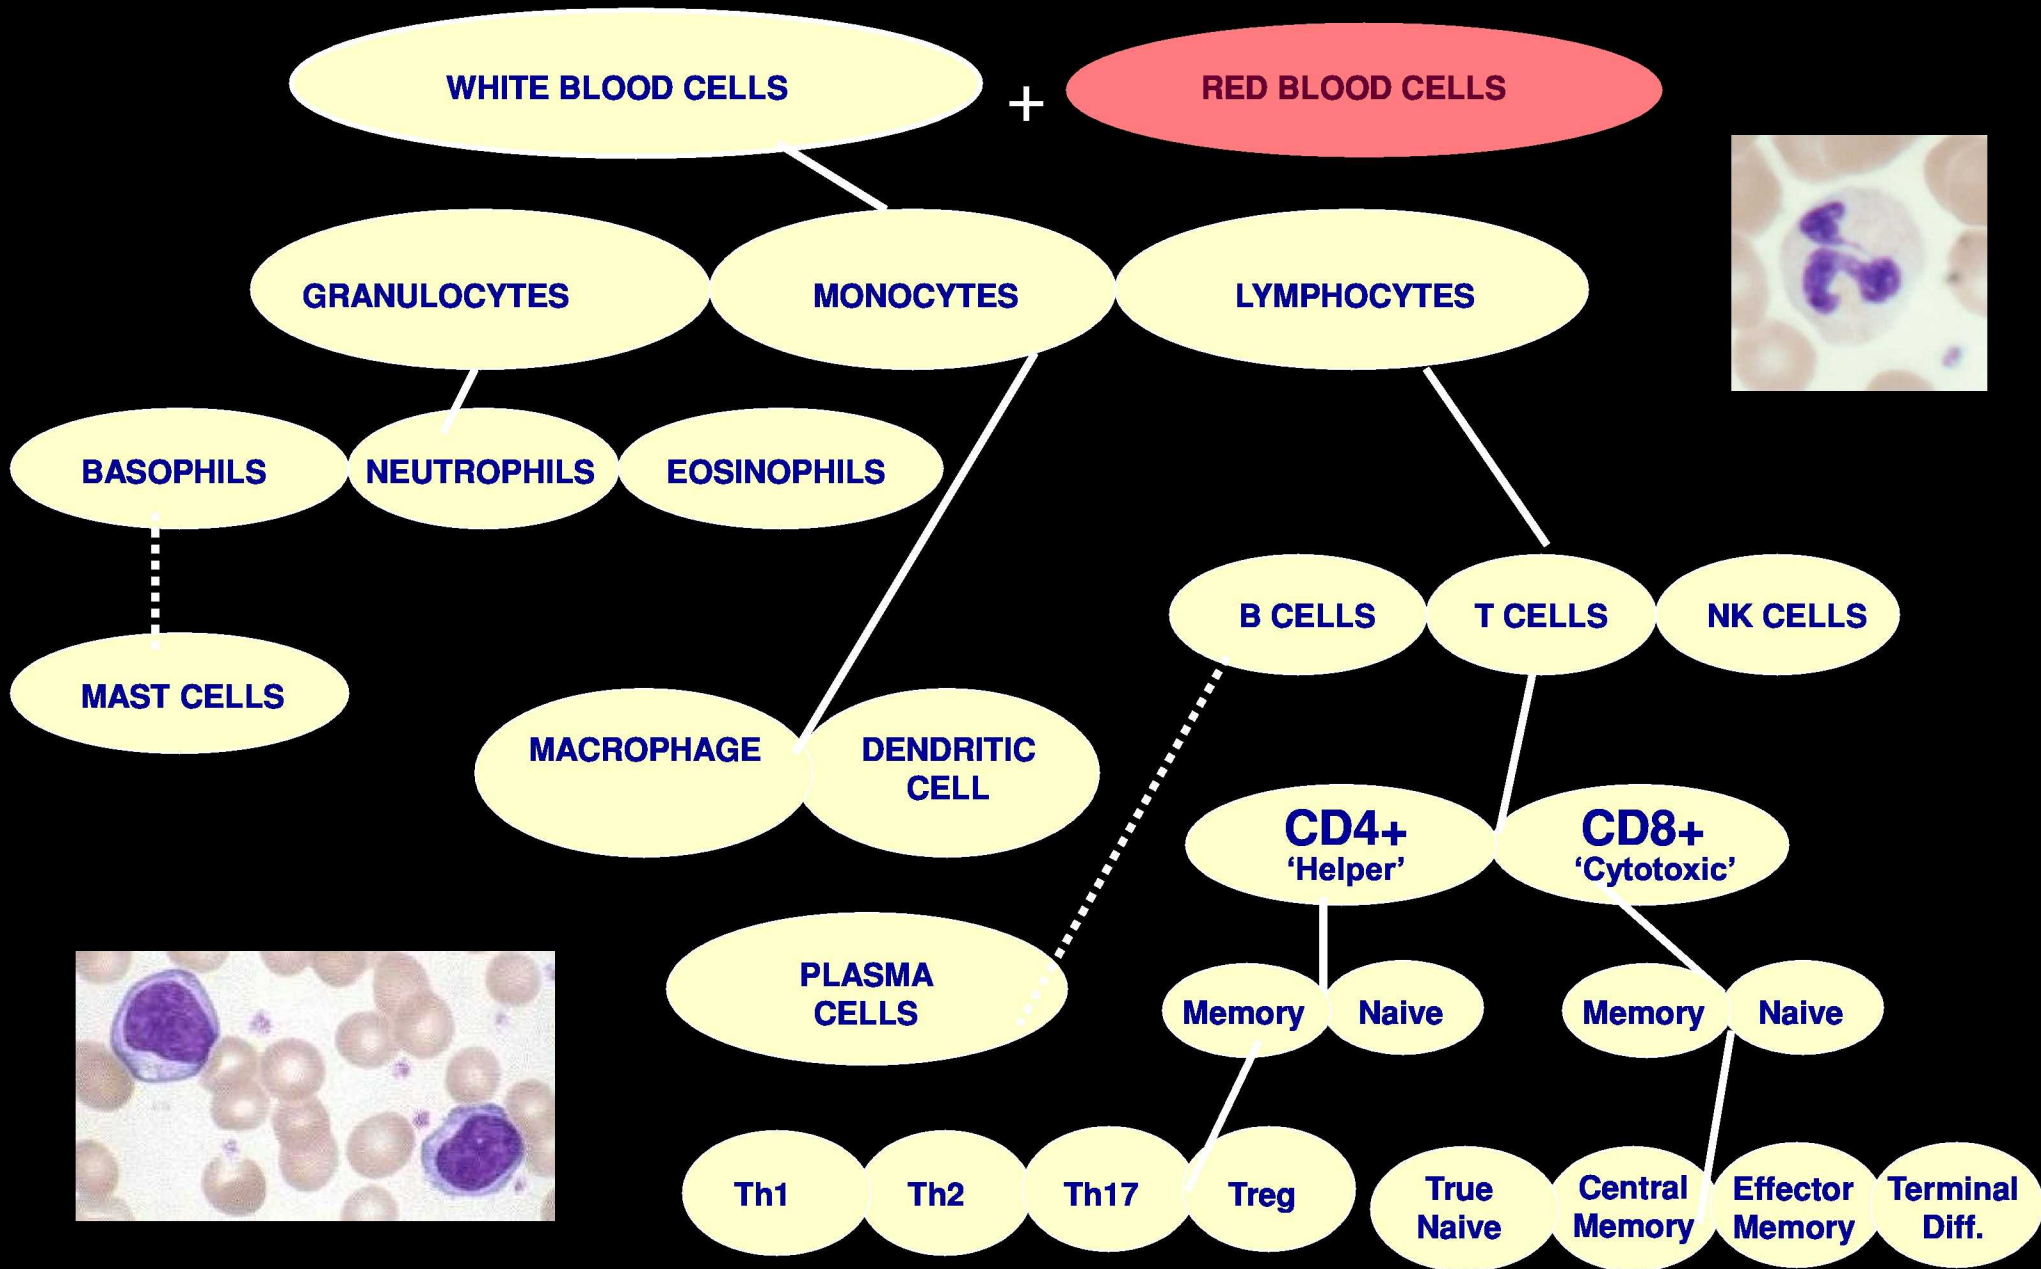 WHITE BLOOD CELLS
+
RED BLOOD CELLS
GRANULOCYTES
MONOCYTES
LYMPHOCYTES
BASOPHILS
NEUTROPHILS
EOSINOPHILS
B CELLS
T CELLS
NK CELLS
MAST CELLS
MACROPHAGE
DENDRITIC
CELL
CD4+
‘Helper’
CD8+
‘Cytotoxic’
PLASMA
CELLS
Memory
Naive
Memory
Naive
Th1
Th2
Th17
Treg
True
Naive
Central
Memory
Effector
Memory
Terminal
Diff.